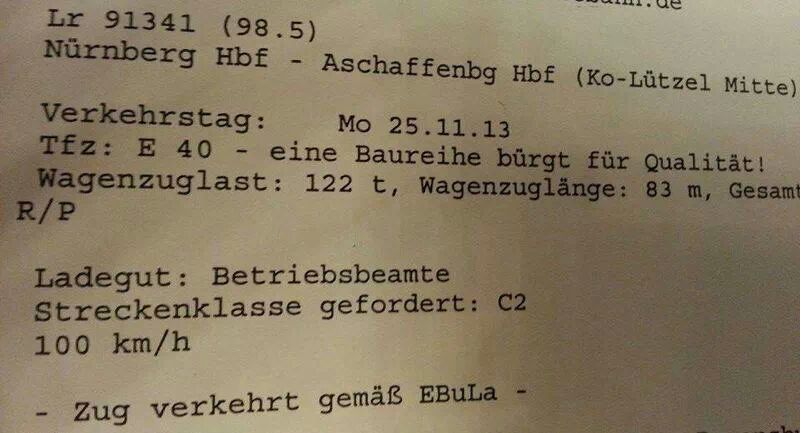 Lr 91341 (98.5)
Nürnberg Hbf - Aschaffenbg Hbf (Ko-Lützel Mitte)
Verkehrstag: Mo 25.11.13
Tfz: E 40 - eine Baureihe bürgt für Qualität!
Wagenzuglast: 122 t, Wagenzuglänge: 83 m, Gesamt
R/P
Ladegut: Betriebsbeamte
Streckenklasse gefordert: C2
100 km/h
- Zug verkehrt gemäß EBuLa -